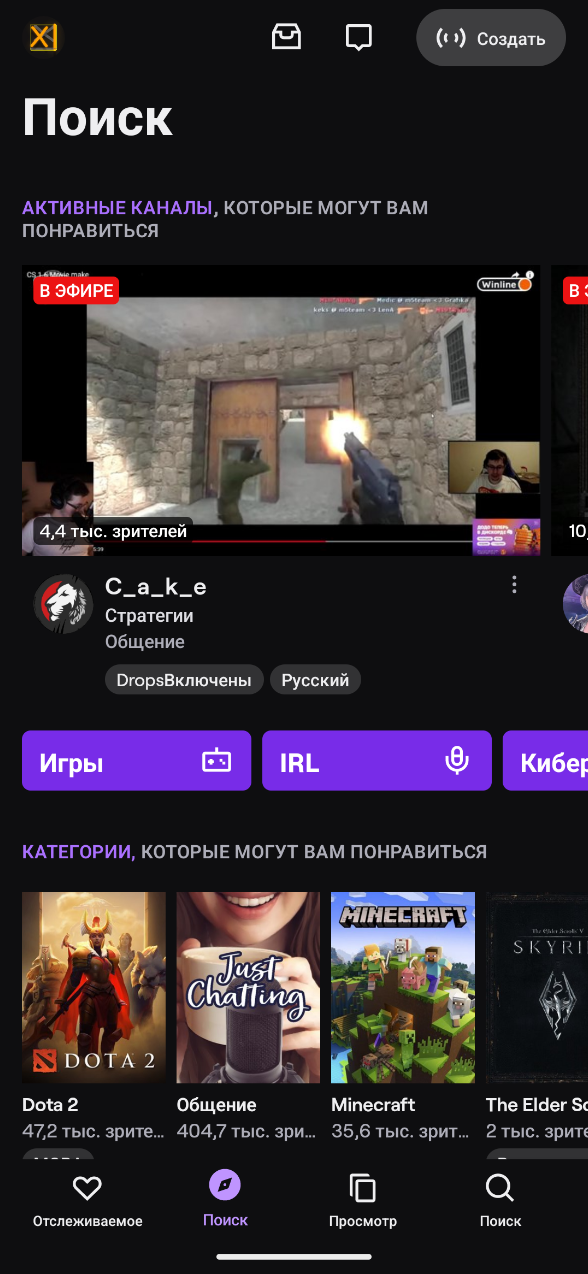 Создать
Поиск
АКТИВНЫЕ КАНАЛЫ, КОТОРЫЕ МОГУТ ВАМ
ПОНРАВИТЬСЯ
CS 1.6 Movie make
В ЭФИРЕ
Winline
4,4 тыс. зрителей
C_a_k_e
Стратегии
Общение
DropsВключены
Русский
Игры
IRL
Кибер
КАТЕГОРИИ, КОТОРЫЕ МОГУТ ВАМ ПОНРАВИТЬСЯ
DOTA 2
Just
Chatting
MINECRAFT
The Elder Scrolls V
SKYRI
Dota 2
Общение
Minecraft
The Elder Sc
47,2 тыс. зрите...
404,7 тыс. зри...
35,6 тыс. зрит...
2 тыс. зрите
Отслеживаемое
Поиск
Просмотр
Поиск